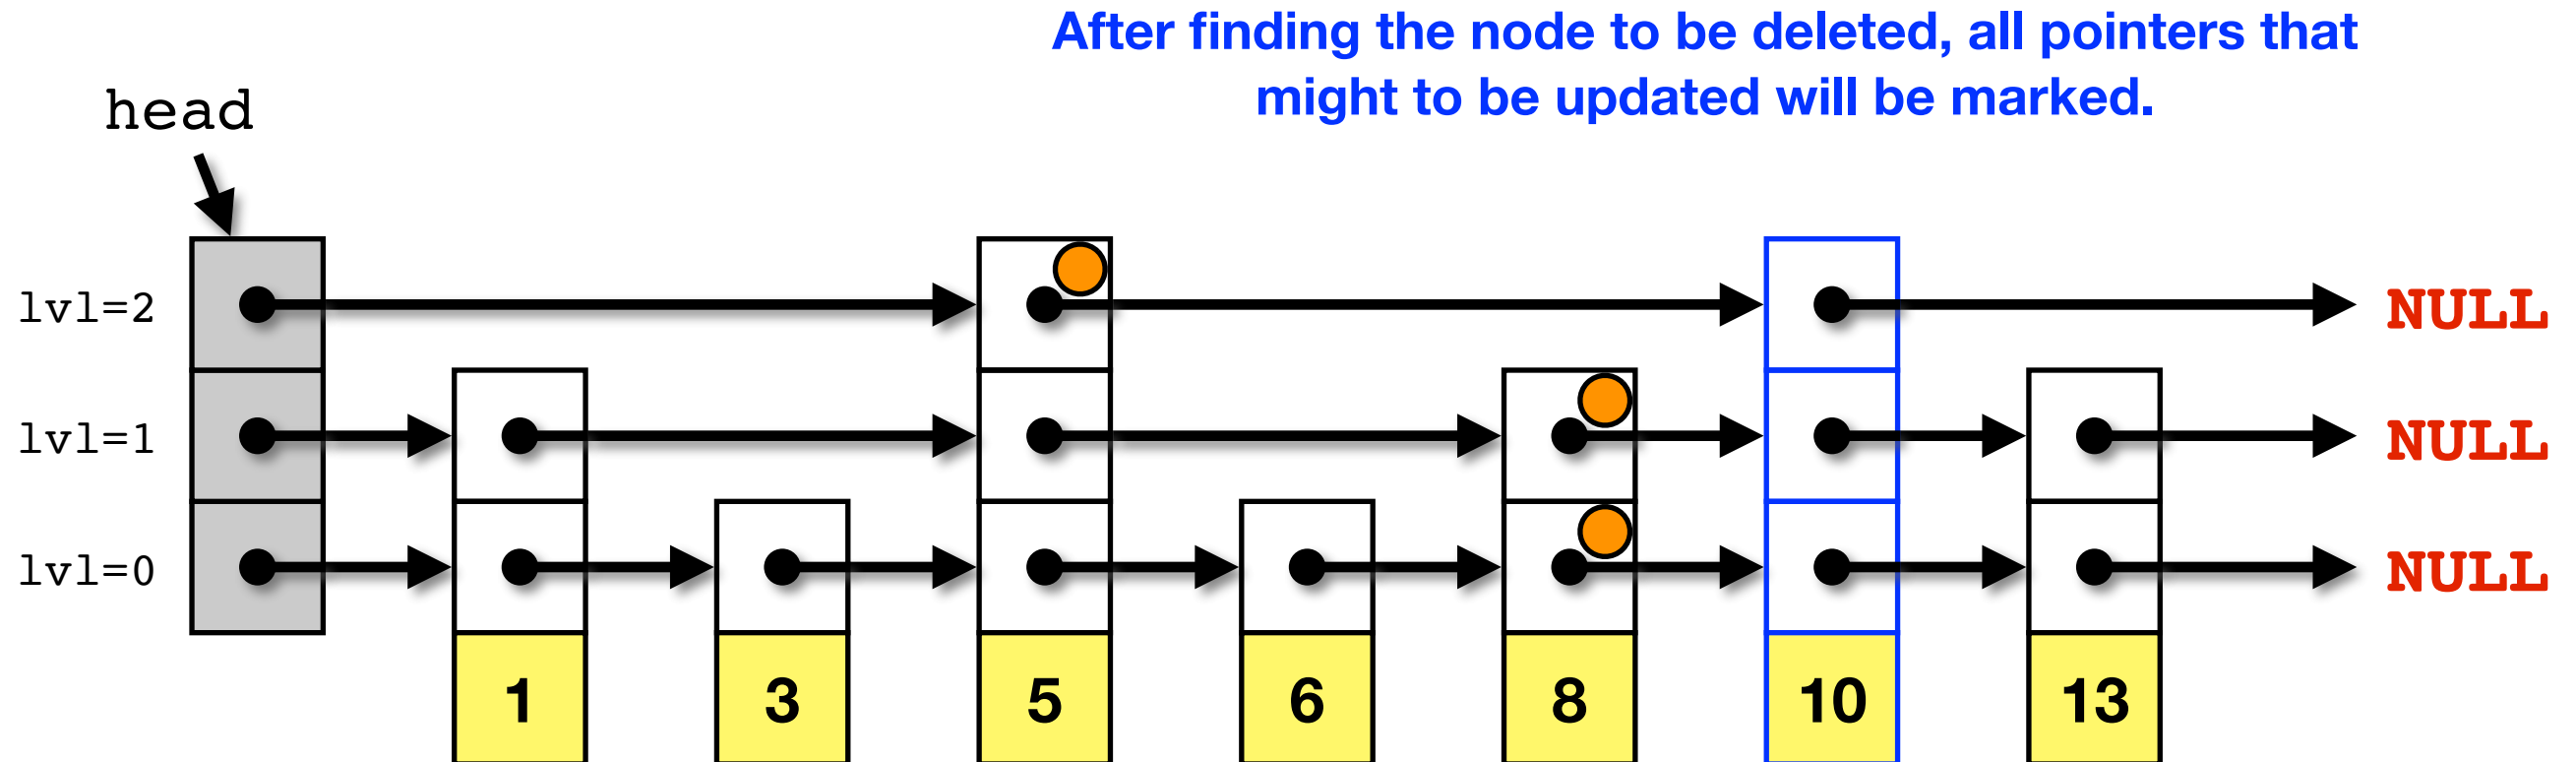 After finding the node to be deleted, all pointers that
might to be updated will be marked.
head
lvl=2
NULL
lvl=1
NULL
lvl=0
NULL
1 3 5 6 8 10 13